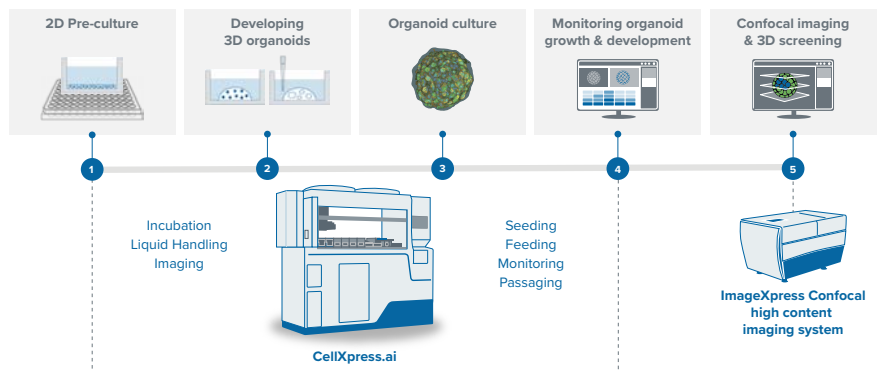 2D Pre-culture
Developing
3D organoids
Organoid culture
Monitoring organoid
growth & development
Confocal imaging
& 3D screening
1
2
3
4
5
Incubation
Liquid Handling
Imaging
Seeding
Feeding
Monitoring
Passaging
CellXpress.ai
ImageXpress Confocal
high content
imaging system